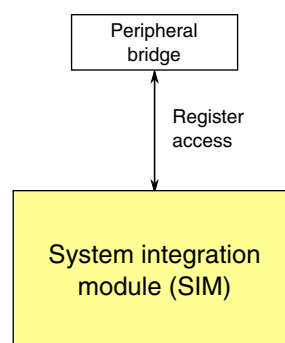 Peripheral
bridge
Register
access
System integration
module (SIM)